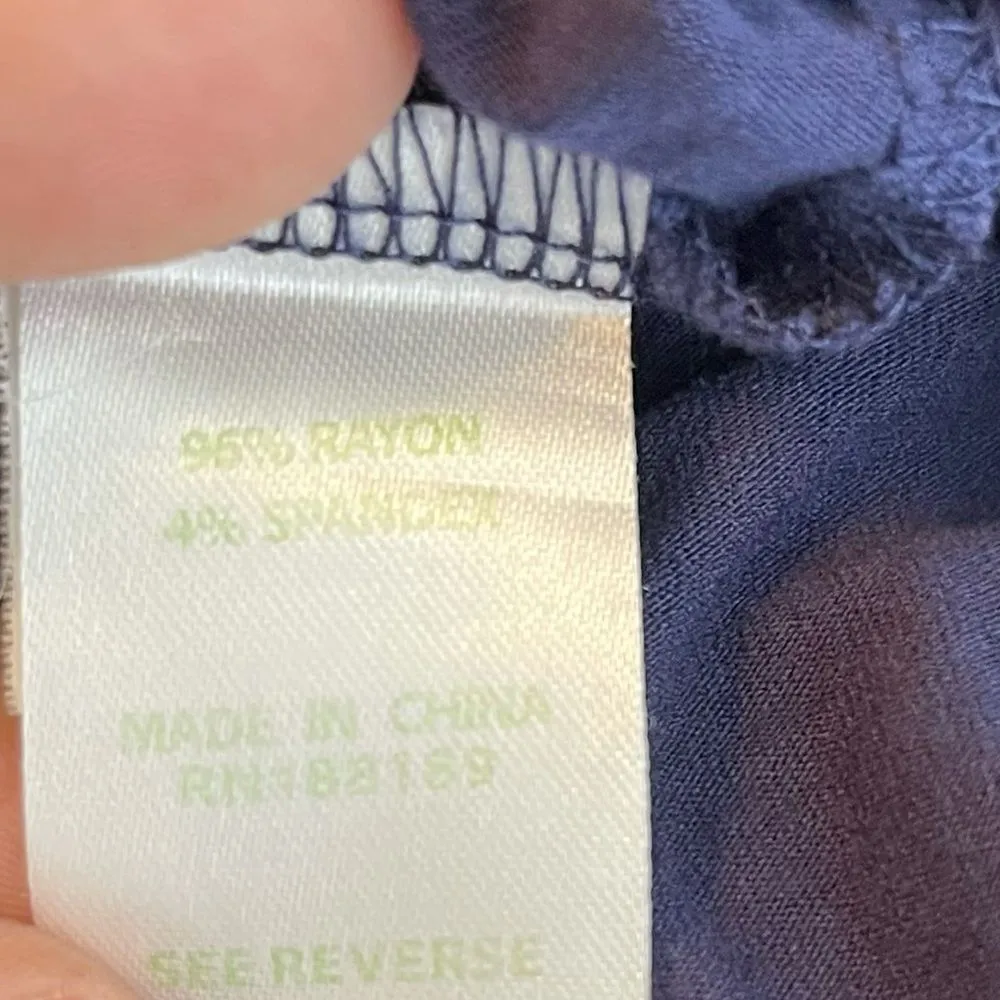 96% RAYON
4% SPANDEX
MADE IN CHINA
SEE REVERSE